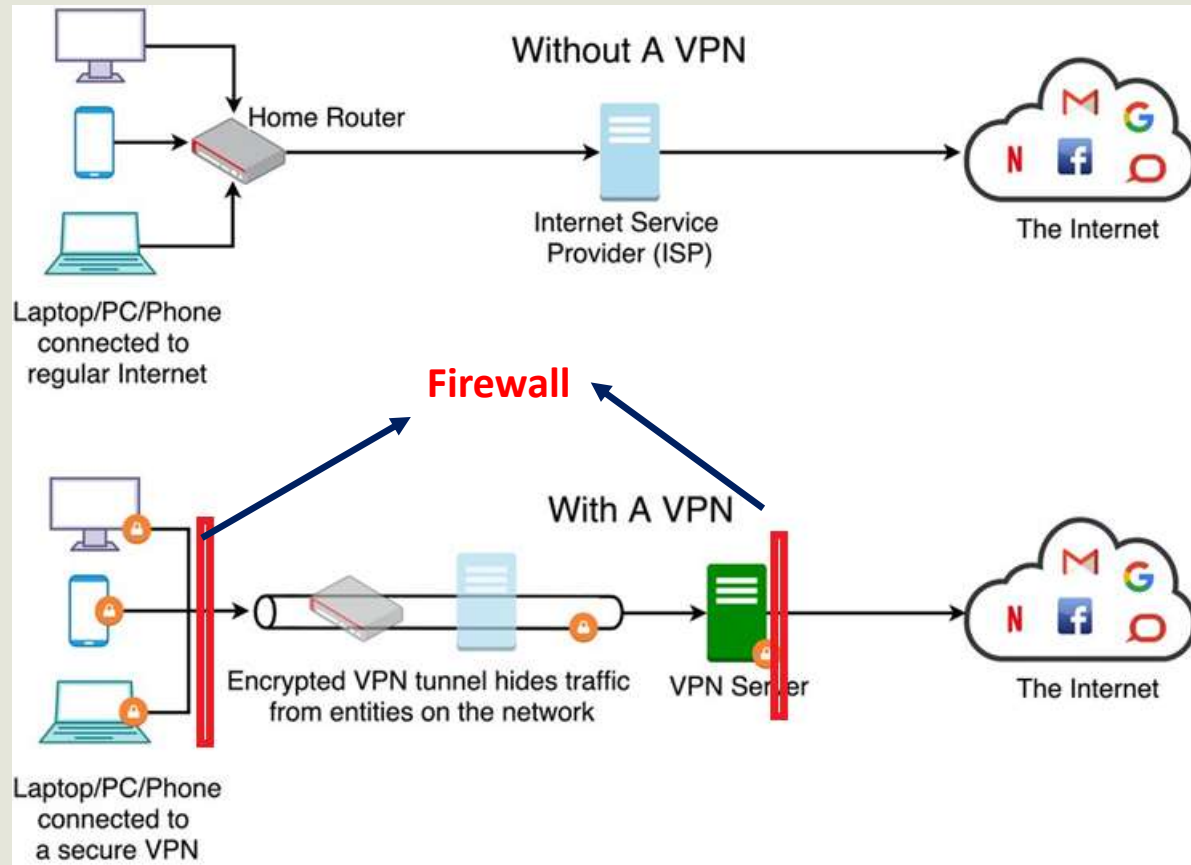 Without A VPN
Home Router
Internet Service
Provider (ISP)
M
G
N
f
The Internet
Laptop/PC/Phone
connected to
regular Internet
Firewall
With A VPN
Encrypted VPN tunnel hides traffic
from entities on the network
VPN Server
M
G
N
f
The Internet
Laptop/PC/Phone
connected to
a secure VPN